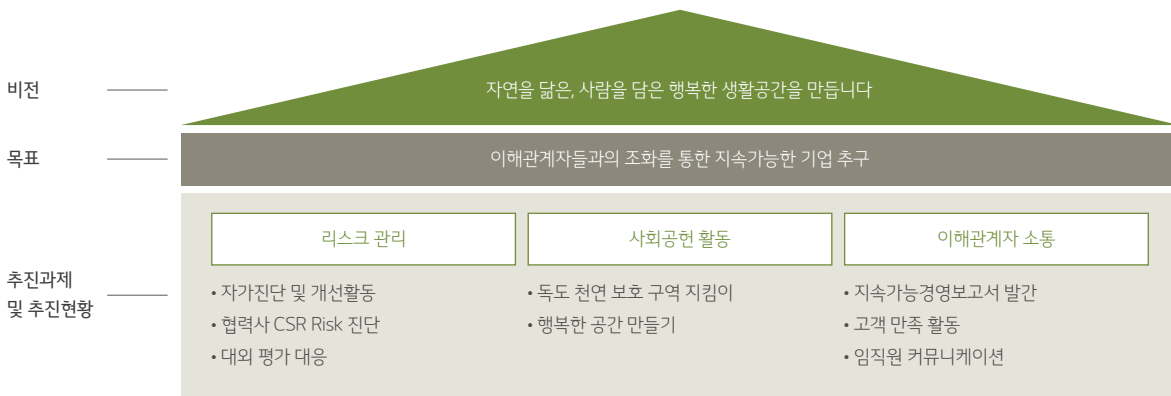 비전
자연을 닮은, 사람을 담은 행복한 생활공간을 만듭니다
목표
이해관계자들과의 조화를 통한 지속가능한 기업 추구
추진과제
및 추진현황
리스크 관리
• 자가진단 및 개선활동
• 협력사 CSR Risk 진단
• 대외 평가 대응
사회공헌 활동
• 독도 천연 보호 구역 지킴이
• 행복한 공간 만들기
이해관계자 소통
• 지속가능경영보고서 발간
• 고객 만족 활동
• 임직원 커뮤니케이션